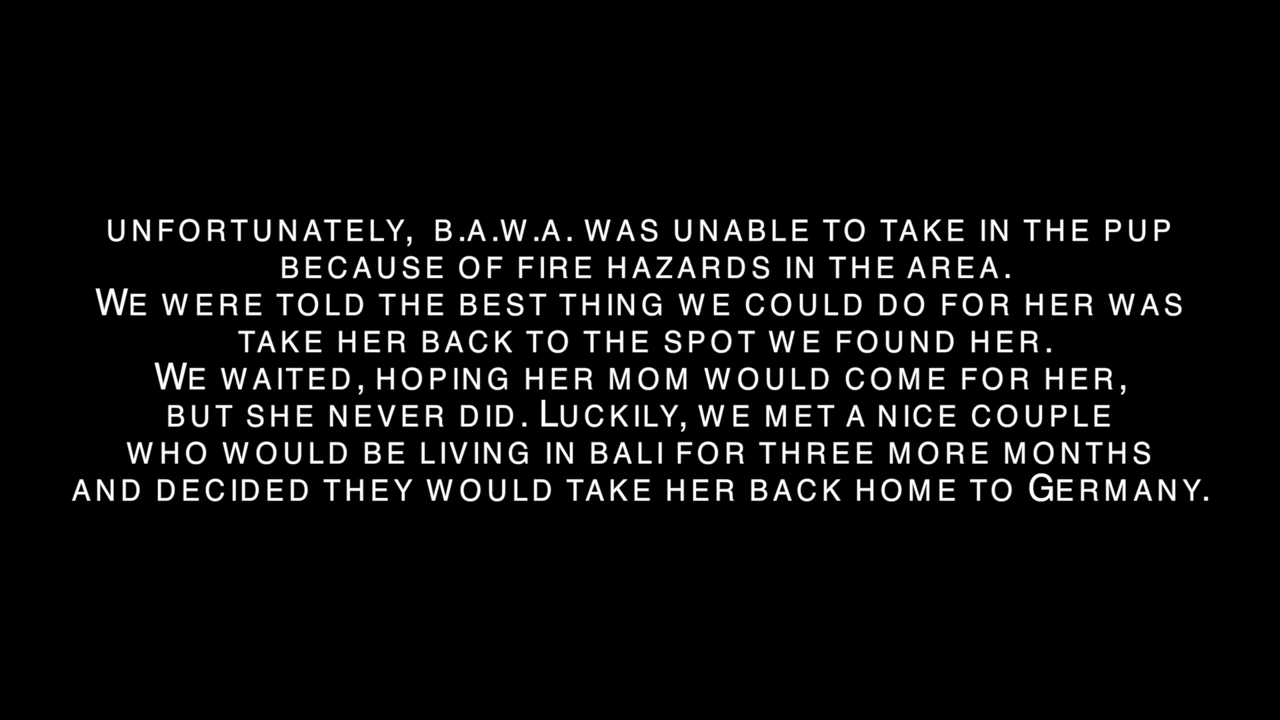 UNFORTUNATELY, B.A.W.A. WAS UNABLE TO TAKE IN THE PUP
BECAUSE OF FIRE HAZARDS IN THE AREA.
WE WERE TOLD THE BEST THING WE COULD DO FOR HER WAS
TAKE HER BACK TO THE SPOT WE FOUND HER.
WE WAITED, HOPING HER MOM WOULD COME FOR HER,
BUT SHE NEVER DID. LUCKILY, WE MET A NICE COUPLE
WHO WOULD BE LIVING IN BALI FOR THREE MORE MONTHS
AND DECIDED THEY WOULD TAKE HER BACK HOME TO GERMANY.